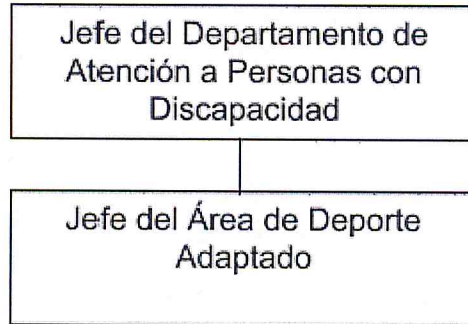 Jefe del Departamento de
Atención a Personas con
Discapacidad
Jefe del Área de Deporte
Adaptado